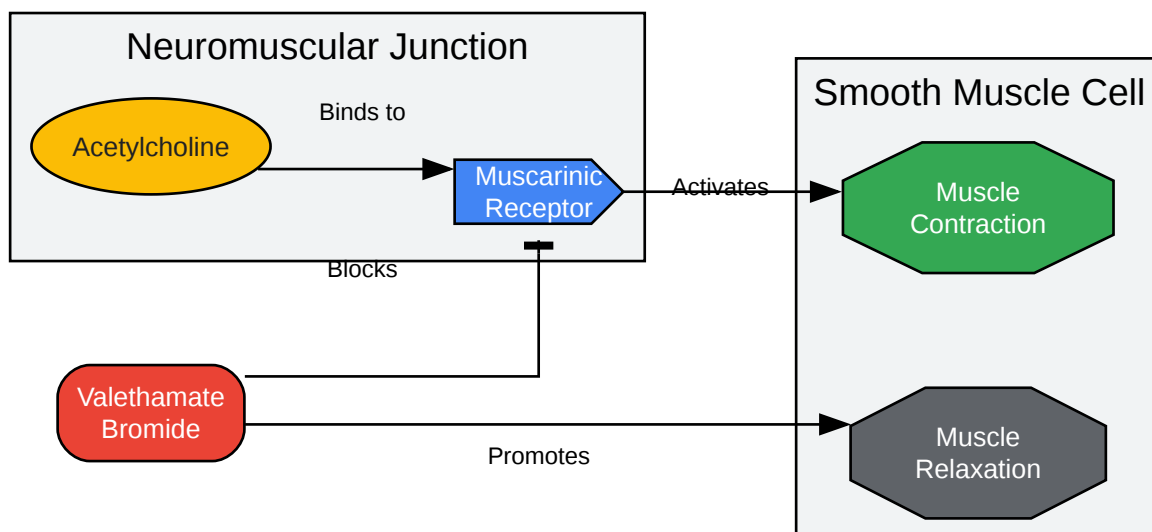 Neuromuscular Junction
Binds to
Acetylcholine
Muscarinic
Receptor
Activates
Blocks
Smooth Muscle Cell
Muscle
Contraction
Valethamate
Bromide
Promotes
Muscle
Relaxation